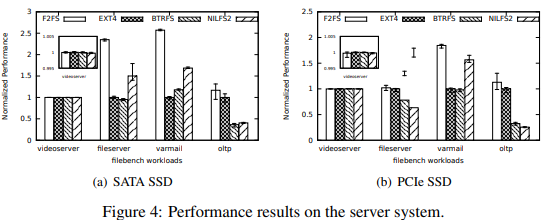 F2FS EXT4 BTRFS NILFS2
3
2.5
2
1.5
1
0.5
0
Normalized Performance
1.005
1
0.995
videoserver
videoserver fileserver varmail oltp
filebench workloads
(a) SATA SSD
F2FS EXT4 BTRFS NILFS2
2.5
2
1.5
1
0.5
0
Normalized Performance
1.005
1
0.995
videoserver
videoserver fileserver varmail oltp
filebench workloads
(b) PCIe SSD
Figure 4: Performance results on the server system.